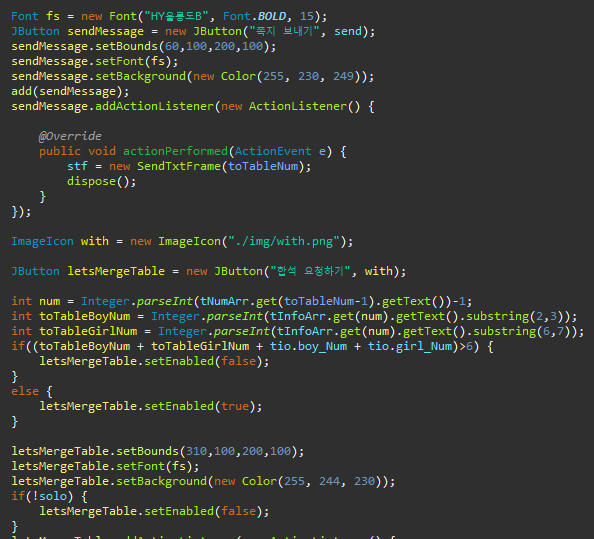 Font fs = new Font("HY울릉도B", Font.BOLD, 15);
JButton sendMessage = new JButton("쪽지 보내기", send);
sendMessage.setBounds(60,100,200,100);
sendMessage.setFont(fs);
sendMessage.setBackground(new Color(255, 230, 249));
add(sendMessage);
sendMessage.addActionListener(new ActionListener() {
@Override
public void actionPerformed(ActionEvent e) {
stf = new SendTxtFrame(toTableNum);
dispose();
}
});
ImageIcon with = new ImageIcon("./img/with.png");
JButton letsMergeTable = new JButton("합석 요청하기", with);
int num = Integer.parseInt(tNumArr.get(toTableNum-1).getText())-1;
int toTableBoyNum = Integer.parseInt(tInfoArr.get(num).getText().substring(2,3));
int toTableGirlNum = Integer.parseInt(tInfoArr.get(num).getText().substring(6,7));
if((toTableBoyNum + toTableGirlNum + tio.boy_Num + tio.girl_Num)>6) {
letsMergeTable.setEnabled(false);
}
else {
letsMergeTable.setEnabled(true);
}
letsMergeTable.setBounds(310,100,200,100);
letsMergeTable.setFont(fs);
letsMergeTable.setBackground(new Color(255, 244, 230));
if(!solo) {
letsMergeTable.setEnabled(false);
}